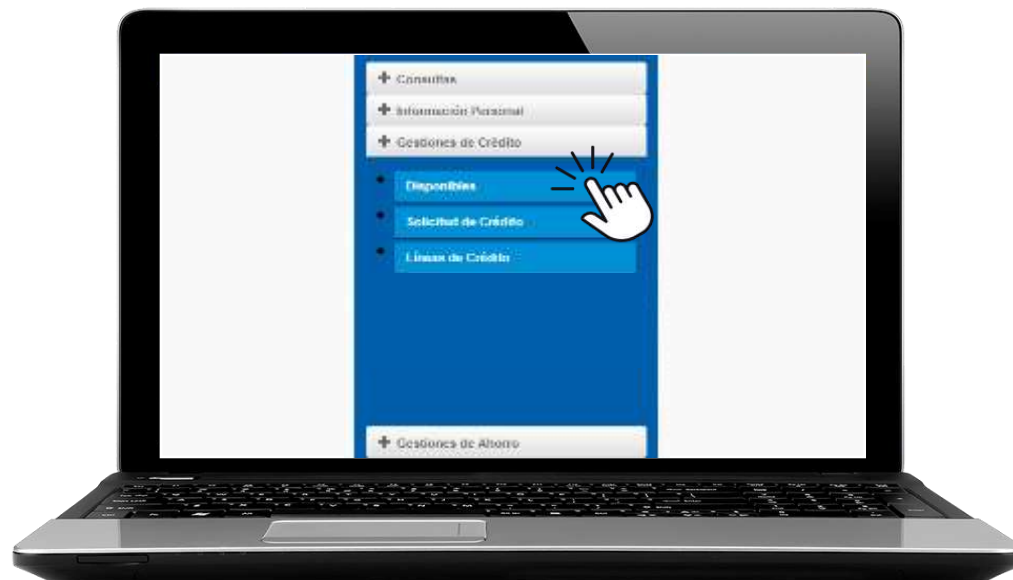 Consultas
Información Personal
Gestiones de Crédito
Disponibles
Solicitud de Crédito
Líneas de Crédito
Gestiones de Ahorro